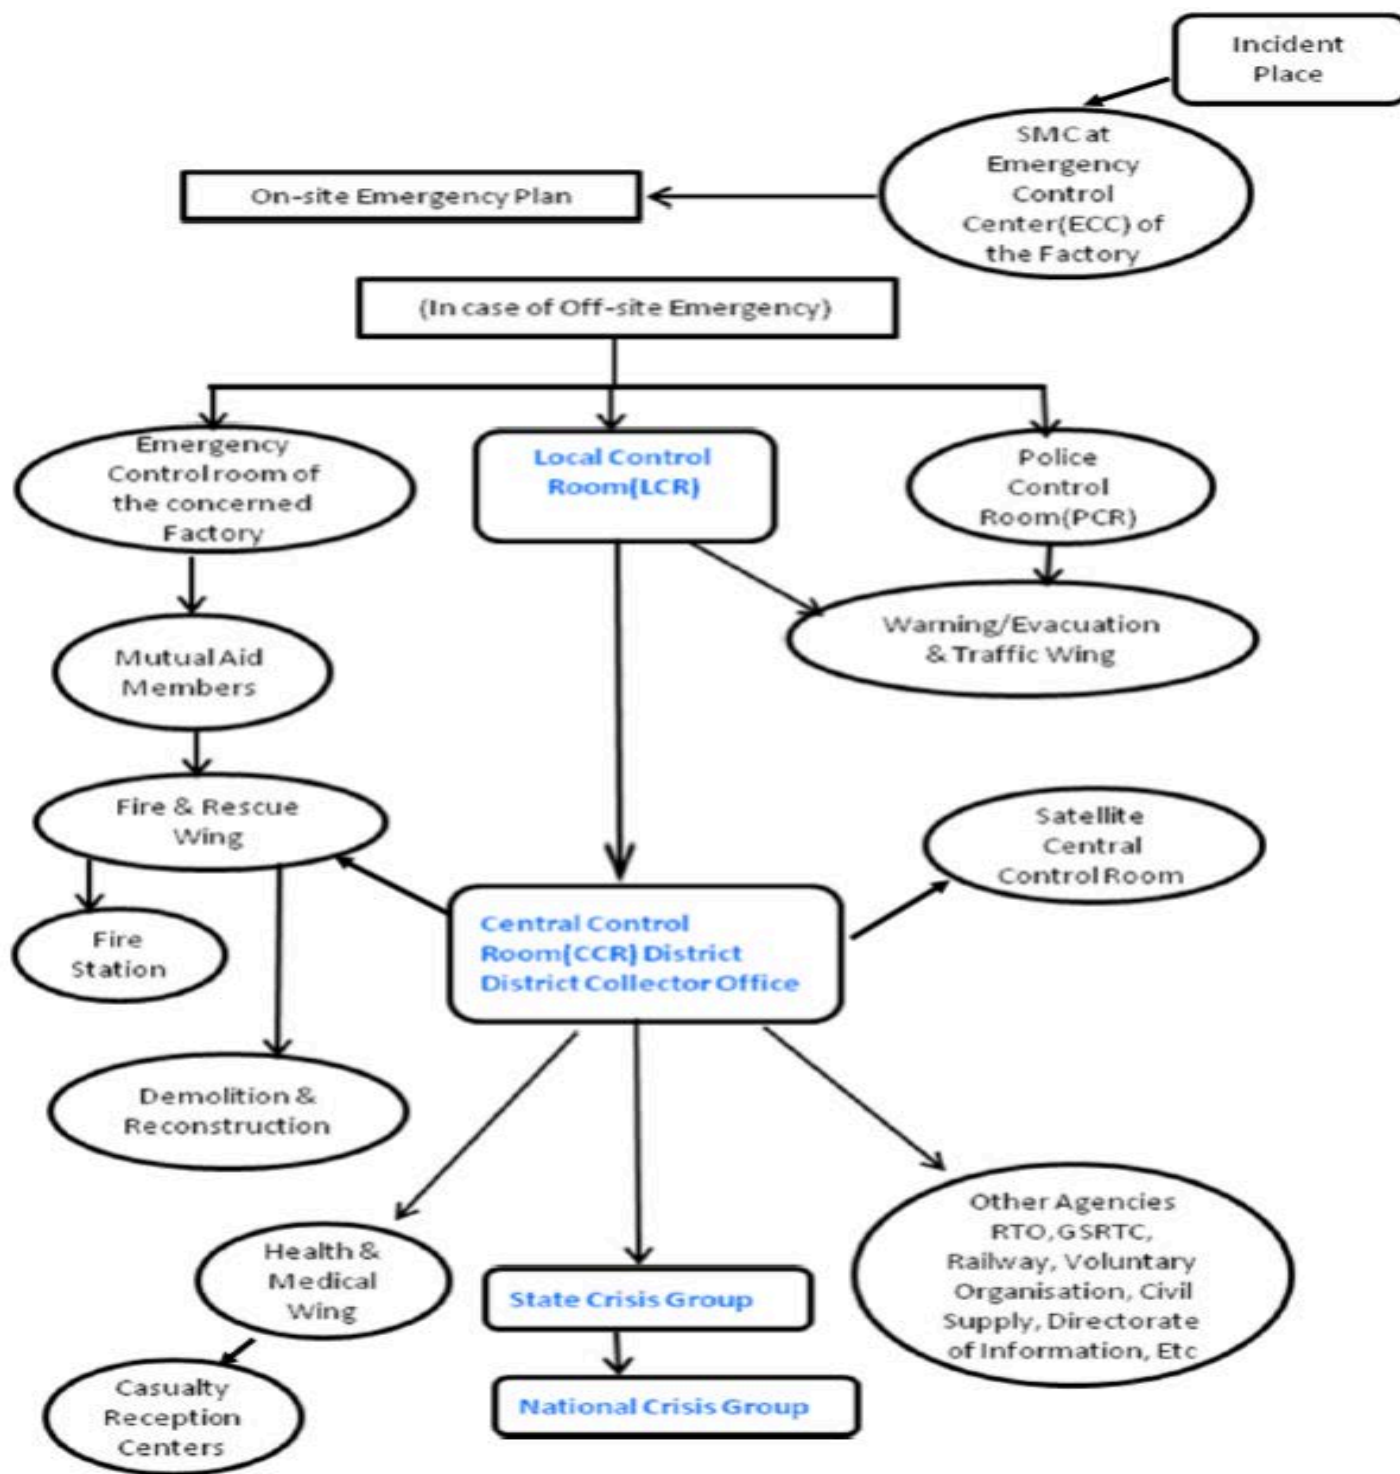 Incident
Place
SMC at
Emergency
Control
Center(ECC) of
the Factory
On-site Emergency Plan
(In case of Off-site Emergency)
Emergency
Control room of
the concerned
Factory
Local Control
Room(LCR)
Police
Control
Room(PCR)
Mutual Aid
Members
Warning/Evacuation
& Traffic Wing
Fire & Rescue
Wing
Satellite
Central
Control Room
Fire
Station
Central Control
Room(CCR) District
District Collector Office
Demolition &
Reconstruction
Health &
Medical
Wing
State Crisis Group
Other Agencies
RTO,GSRTC,
Railway, Voluntary
Organisation, Civil
Supply, Directorate
of Information, Etc
Casualty
Reception
Centers
National Crisis Group